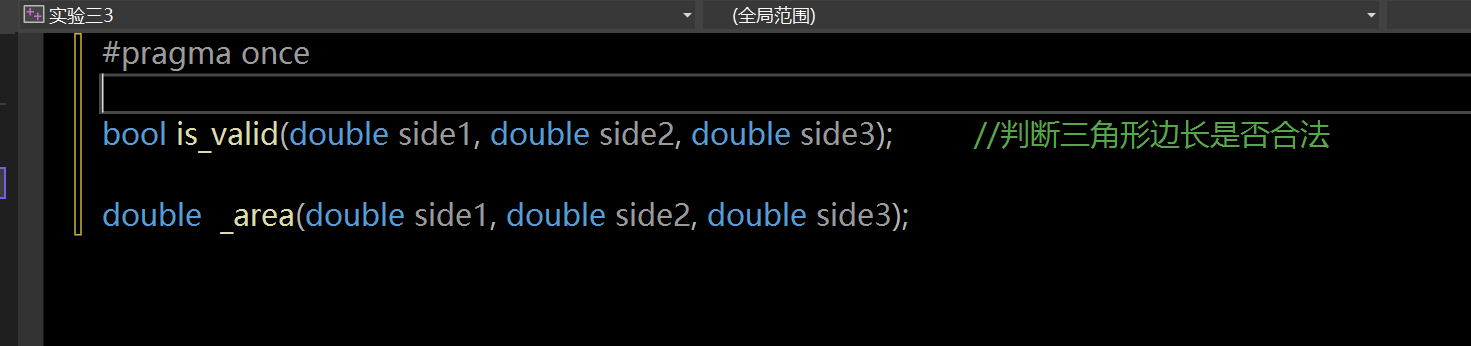 实验三3
(全局范围)
#pragma once
bool is_valid(double side1, double side2, double side3); //判断三角形边长是否合法
double _area(double side1, double side2, double side3);